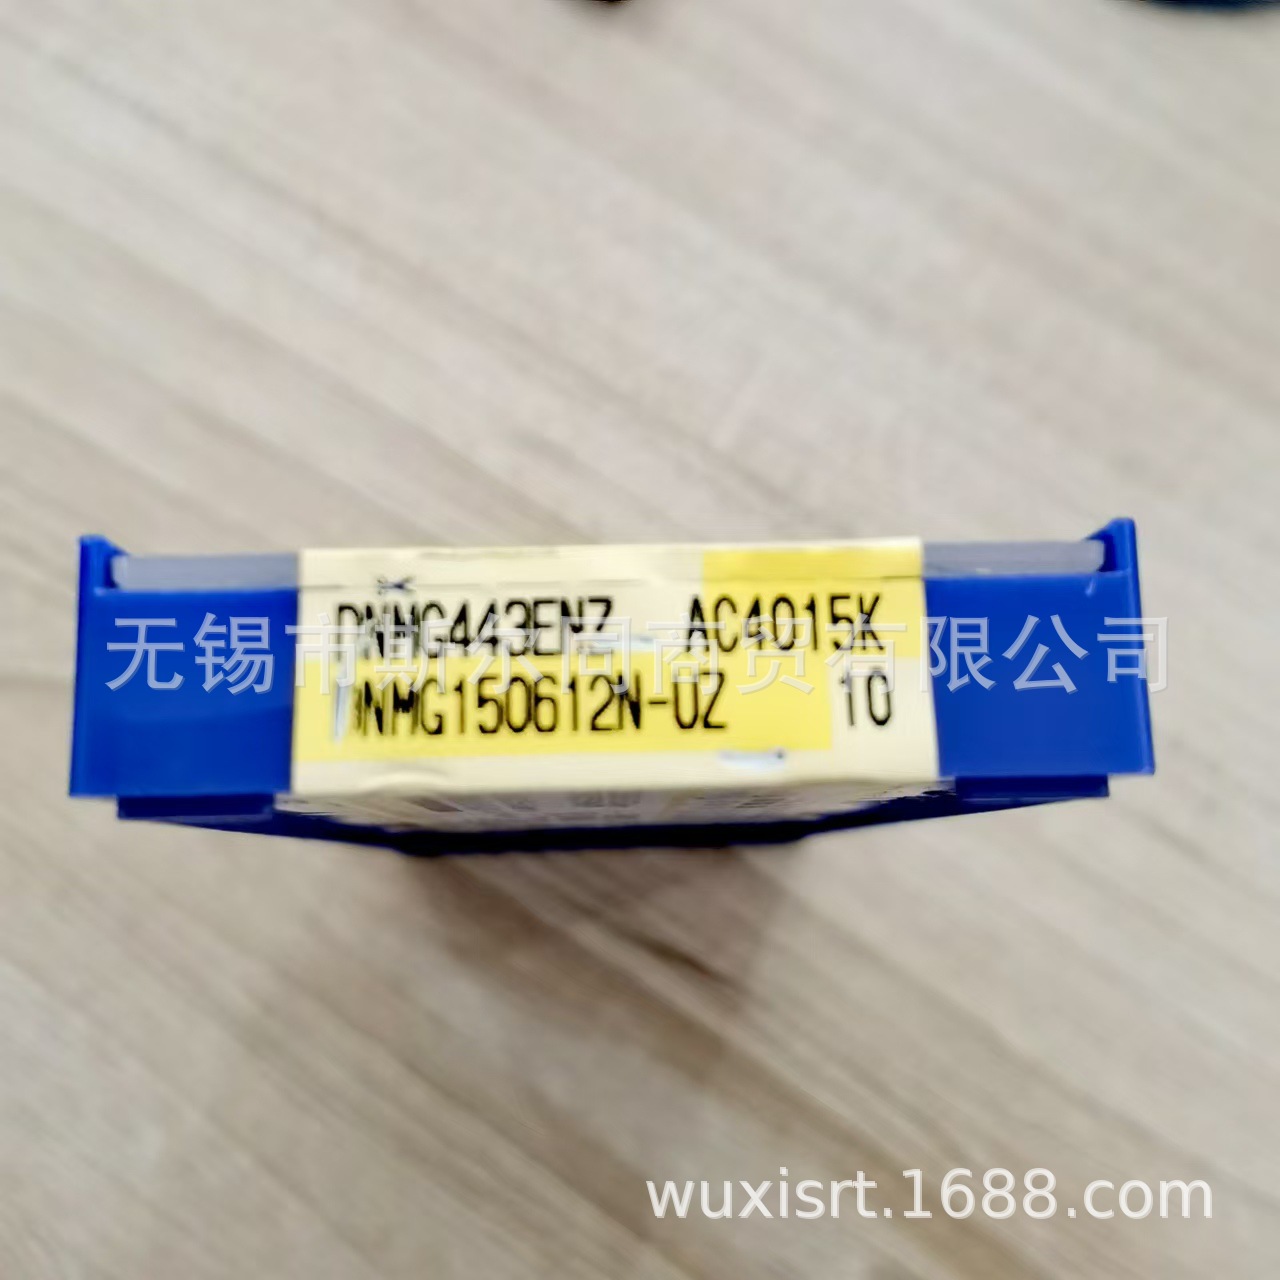 DNMG443ENZ AC4015K
DNMG150612N-UZ 10
无锡市斯尔同商贸有限公司
wuxisrt.1688.com